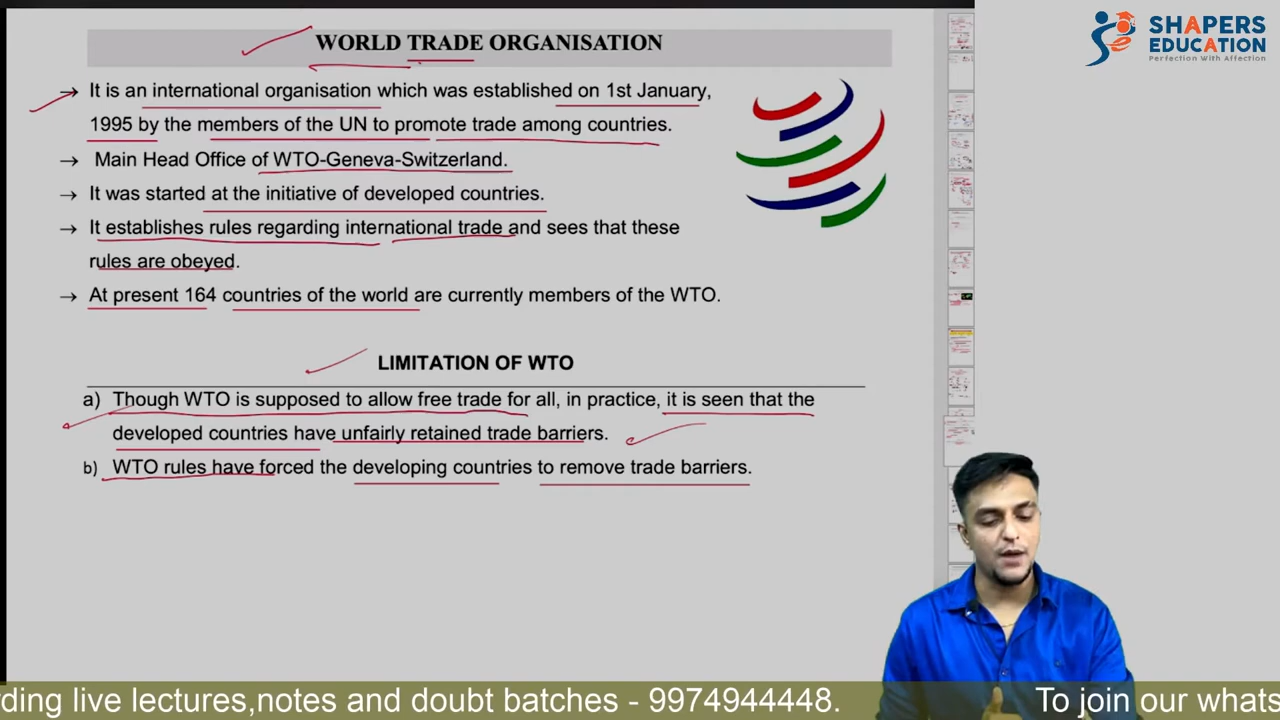 SHAPERS
EDUCATION
Perfection With Affection
WORLD TRADE ORGANISATION
→ It is an international organisation which was established on 1st January,
1995 by the members of the UN to promote trade among countries.
→ Main Head Office of WTO-Geneva-Switzerland.
→ It was started at the initiative of developed countries.
→ It establishes rules regarding international trade and sees that these
rules are obeyed.
→ At present 164 countries of the world are currently members of the WTO.
LIMITATION OF WTO
a) Though WTO is supposed to allow free trade for all, in practice, it is seen that the
developed countries have unfairly retained trade barriers.
b) WTO rules have forced the developing countries to remove trade barriers.
ding live lectures,notes and doubt batches - 9974944448. To join our whats